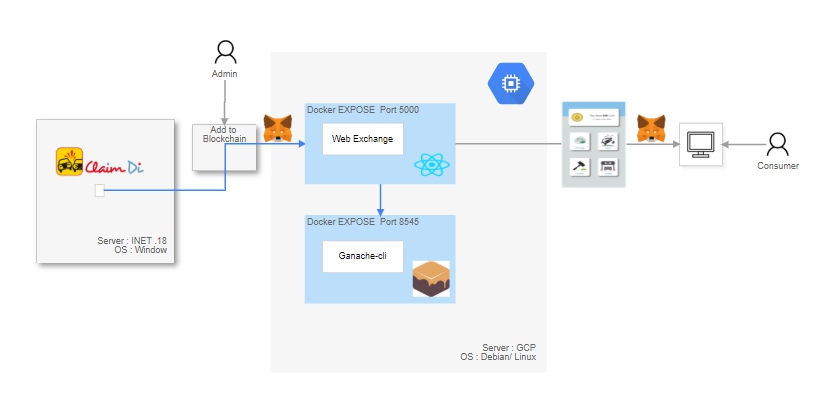 Admin
Add to
Blockchain
Claim Di
Server : INET .18
OS : Window
Docker EXPOSE Port 5000
Web Exchange
Docker EXPOSE Port 8545
Ganache-cli
Server : GCP
OS : Debian/ Linux
Consumer